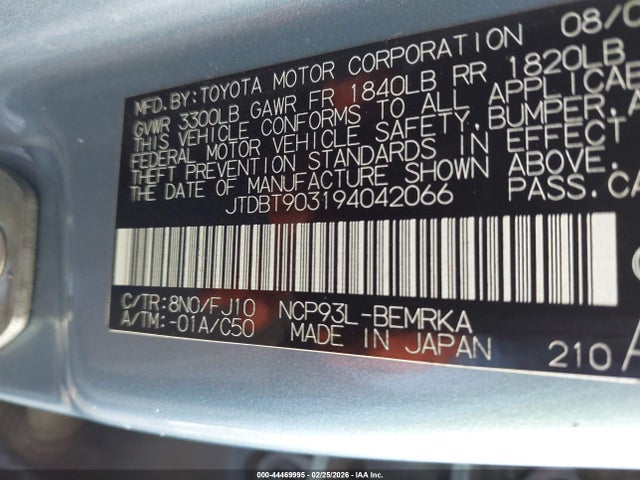 MFD. BY: TOYOTA MOTOR CORPORATION 08/0
GVWR 3300LB GAWR FR 1840LB RR 1820LB
THIS VEHICLE CONFORMS TO ALL APPLICAB
FEDERAL MOTOR VEHICLE SAFETY, BUMPER, A
THEFT PREVENTION STANDARDS IN EFFECT
THE DATE OF MANUFACTURE SHOWN ABOVE.
JTDBT903194042066 PASS. CA
C/TR: 8N0/FJ10 NCP93L-BEMRKA
A/TM: -01A/C50 MADE IN JAPAN 210 A
000-44469995 - 02/25/2026 - IAA Inc.